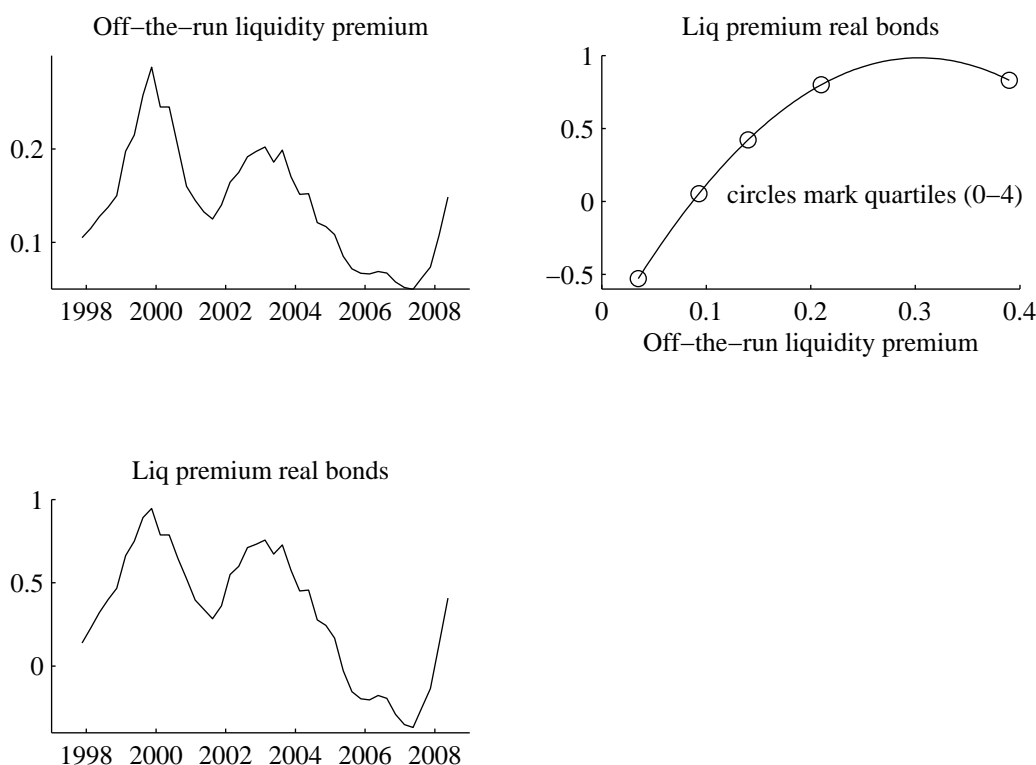 Off−the−run liquidity premium
0.2
0.1
1998 2000 2002 2004 2006 2008
Liq premium real bonds
1
0.5
0
−0.5
circles mark quartiles (0−4)
0 0.1 0.2 0.3 0.4
Off−the−run liquidity premium
Liq premium real bonds
1
0.5
0
1998 2000 2002 2004 2006 2008